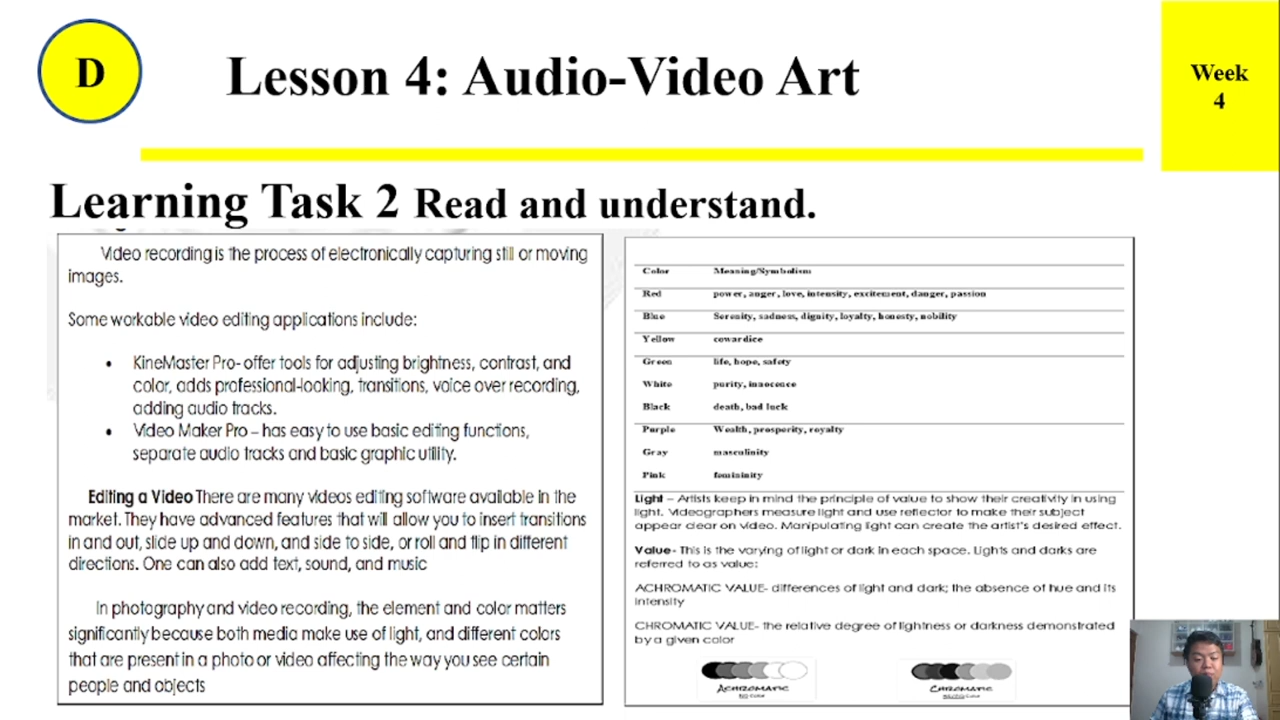 D
Lesson 4: Audio-Video Art
Week
4
Learning Task 2 Read and understand.
Video recording is the process of electronically capturing still or moving
images.
Some workable video editing applications include:
• KineMaster Pro- offer tools for adjusting brightness, contrast, and
color, adds professional-looking, transitions, voice over recording,
adding audio tracks.
• Video Maker Pro – has easy to use basic editing functions,
separate audio tracks and basic graphic utility.
Editing a Video There are many videos editing software available in the
market. They have advanced features that will allow you to insert transitions
in and out, slide up and down, and side to side, or roll and flip in different
directions. One can also add text, sound, and music
In photography and video recording, the element and color matters
significantly because both media make use of light, and different colors
that are present in a photo or video affecting the way you see certain
people and objects
Color Meaning/Symbolism
Red power, anger, love, intensity, excitement, danger, passion
Blue Serenity, sadness, dignity, loyalty, honesty, nobility
Yellow cowardice
Green life, hope, safety
White purity, innocence
Black death, bad luck
Purple Wealth, prosperity, royalty
Gray masculinity
Pink femininity
Light – Artists keep in mind the principle of value to show their creativity in using
light. Videographers measure light and use reflector to make their subject
appear clear on video. Manipulating light can create the artist's desired effect.
Value- This is the varying of light or dark in each space. Lights and darks are
referred to as value:
ACHROMATIC VALUE- differences of light and dark; the absence of hue and its
intensity
CHROMATIC VALUE- the relative degree of lightness or darkness demonstrated
by a given color
ACHROMATIC
CHROMATIC